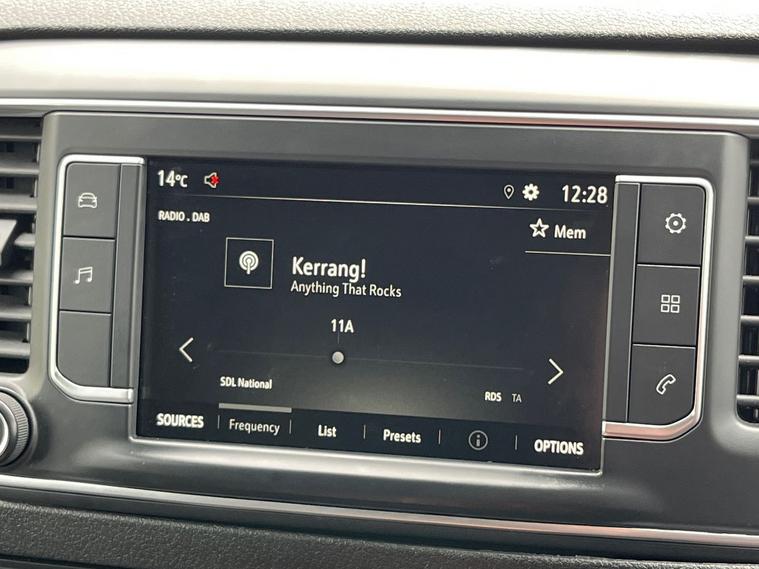 14°C
12:28
RADIO . DAB
Mem
Kerrang!
Anything That Rocks
11A
SDL National
RDS TA
SOURCES Frequency List Presets OPTIONS